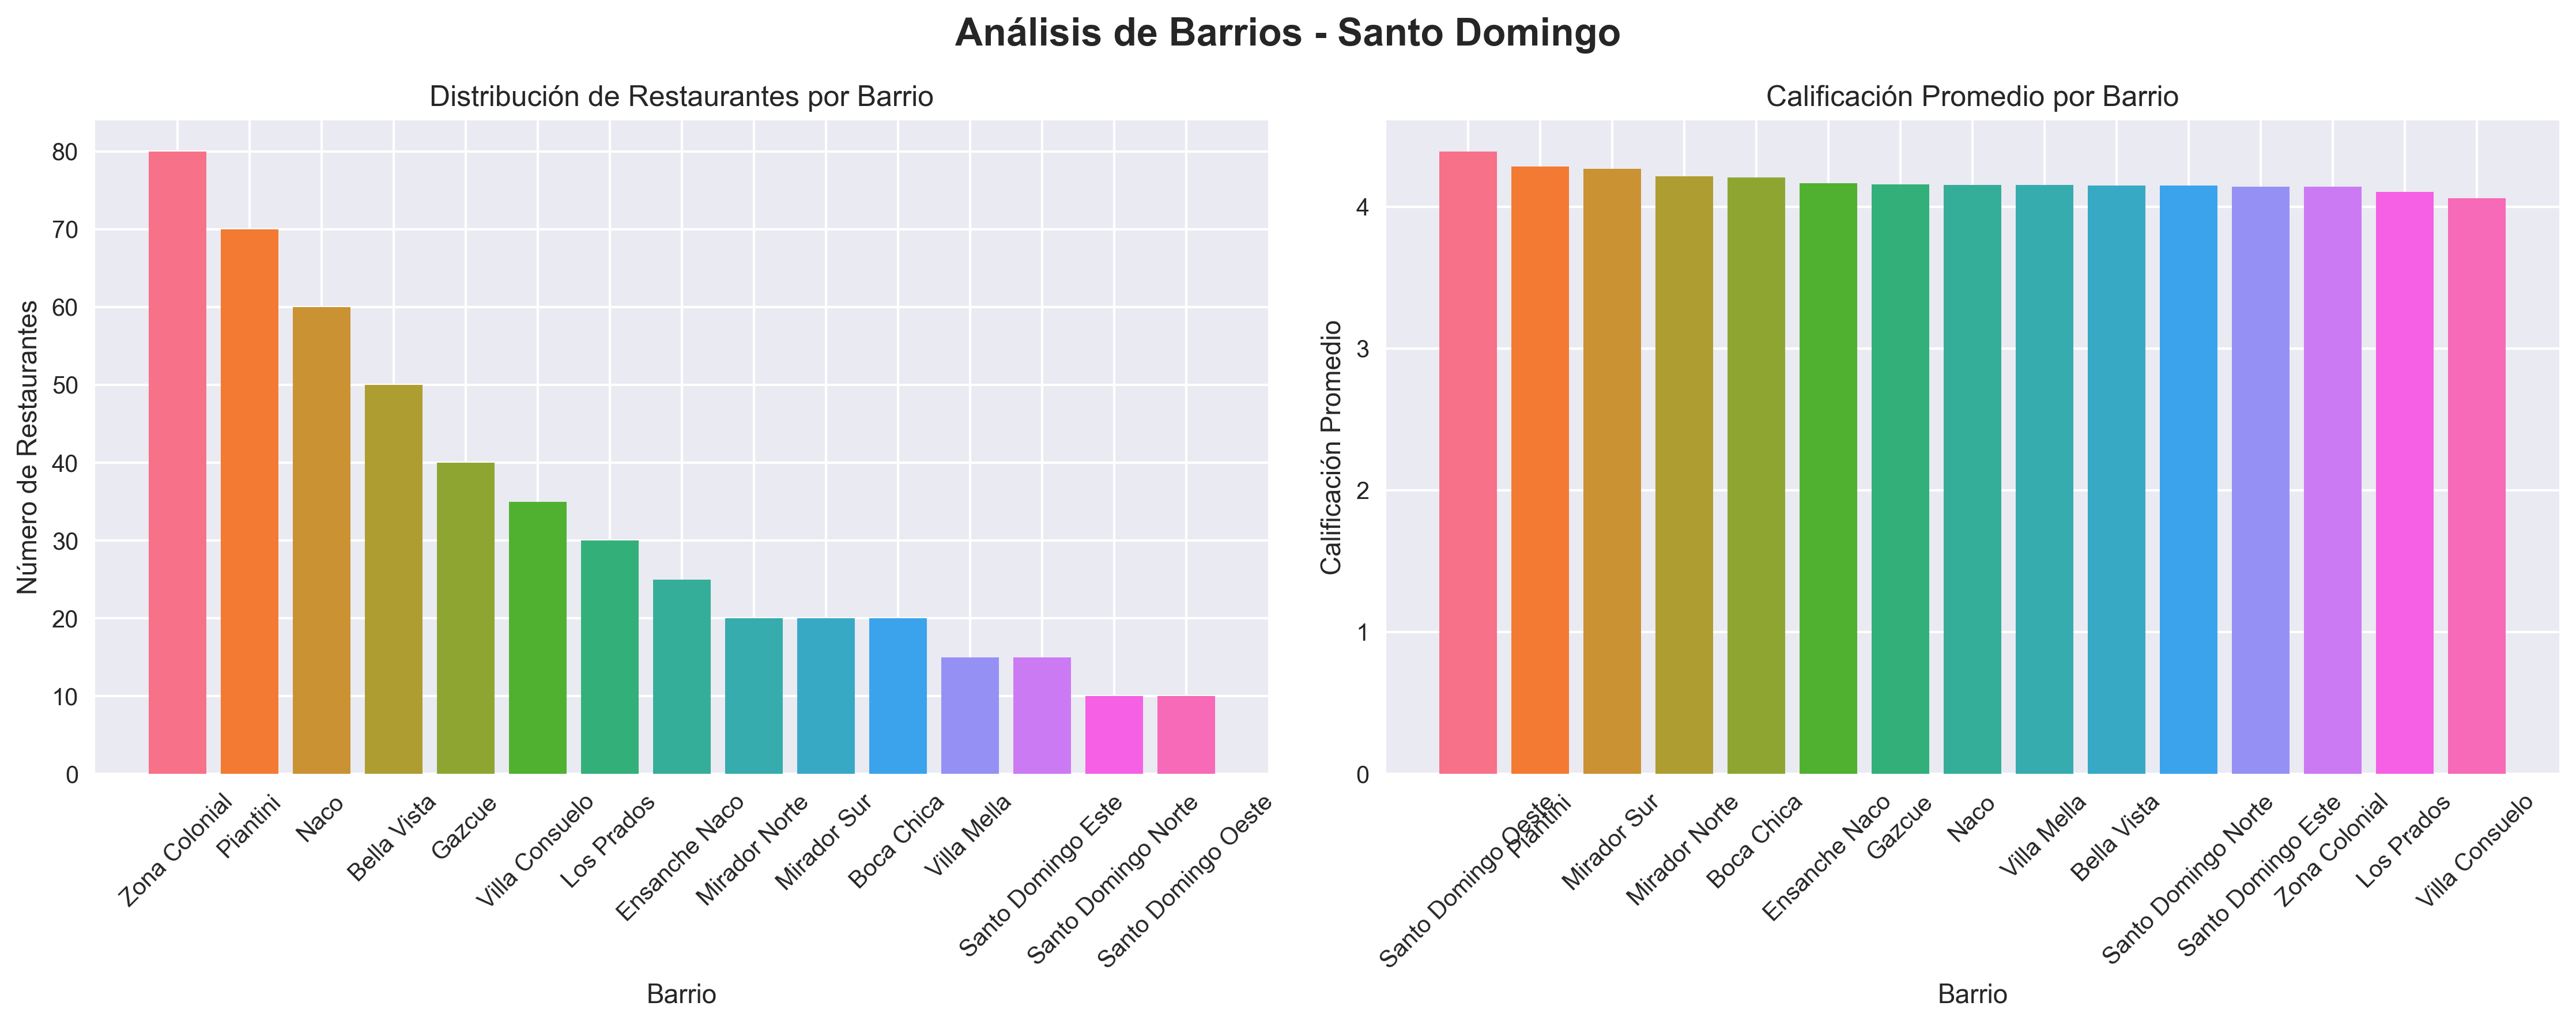 Análisis de Barrios - Santo Domingo
Distribución de Restaurantes por Barrio
Número de Restaurantes
80
70
60
50
40
30
20
10
0
Zona Colonial
Piantini
Naco
Bella Vista
Gazcue
Villa Consuelo
Los Prados
Ensanche Naco
Mirador Norte
Mirador Sur
Boca Chica
Villa Mella
Santo Domingo Este
Santo Domingo Norte
Santo Domingo Oeste
Barrio
Calificación Promedio por Barrio
Calificación Promedio
4
3
2
1
0
Santo Domingo Oeste
Piantini
Mirador Sur
Mirador Norte
Boca Chica
Ensanche Naco
Gazcue
Naco
Villa Mella
Bella Vista
Santo Domingo Norte
Santo Domingo Este
Zona Colonial
Los Prados
Villa Consuelo
Barrio